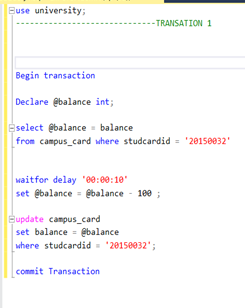 use university;
------------------------------TRANSATION 1
Begin transaction
Declare @balance int;
select @balance = balance
from campus_card where studcardid = '20150032'
waitfor delay '00:00:10'
set @balance = @balance - 100 ;
update campus_card
set balance = @balance
where studcardid = '20150032';
commit Transaction